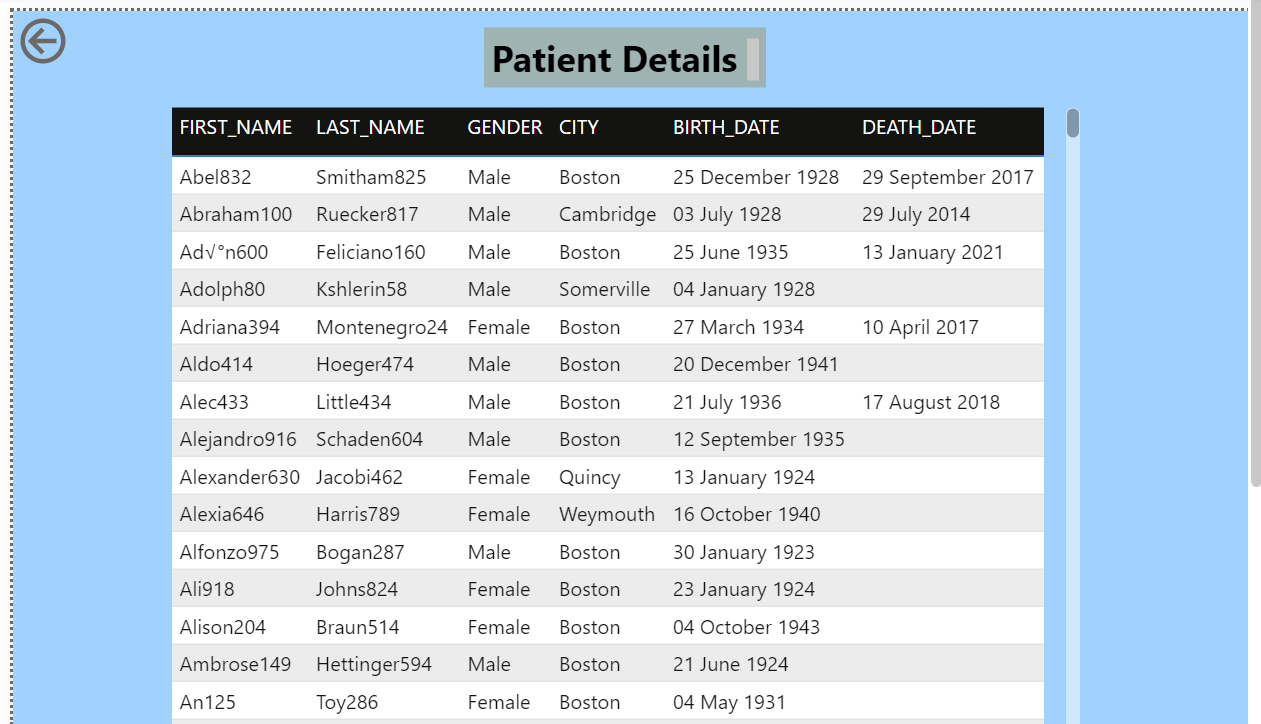 Patient Details
FIRST_NAME LAST_NAME GENDER CITY BIRTH_DATE DEATH_DATE
Abel832 Smitham825 Male Boston 25 December 1928 29 September 2017
Abraham100 Ruecker817 Male Cambridge 03 July 1928 29 July 2014
Ad√°n600 Feliciano160 Male Boston 25 June 1935 13 January 2021
Adolph80 Kshlerin58 Male Somerville 04 January 1928
Adriana394 Montenegro24 Female Boston 27 March 1934 10 April 2017
Aldo414 Hoeger474 Male Boston 20 December 1941
Alec433 Little434 Male Boston 21 July 1936 17 August 2018
Alejandro916 Schaden604 Male Boston 12 September 1935
Alexander630 Jacobi462 Female Quincy 13 January 1924
Alexia646 Harris789 Female Weymouth 16 October 1940
Alfonzo975 Bogan287 Male Boston 30 January 1923
Ali918 Johns824 Female Boston 23 January 1924
Alison204 Braun514 Female Boston 04 October 1943
Ambrose149 Hettinger594 Male Boston 21 June 1924
An125 Toy286 Female Boston 04 May 1931